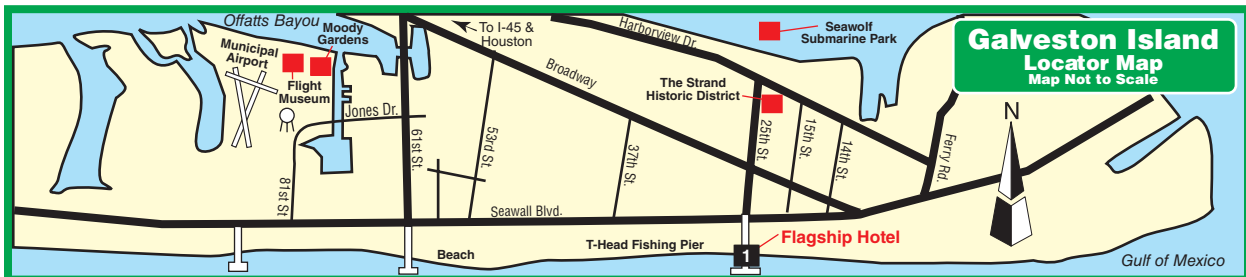 Offatts Bayou
Moody
Gardens
Municipal
Airport
Flight
Museum
Jones Dr.
81st St
61st St.
To I-45 &
Houston
53rd St.
Broadway
37th St.
Harborview Dr.
Seawolf
Submarine Park
The Strand
Historic District
25th St.
15th St.
14th St.
Ferry Rd.
Galveston Island
Locator Map
Map Not to Scale
N
Seawall Blvd.
Beach
T-Head Fishing Pier
1
Flagship Hotel
Gulf of Mexico